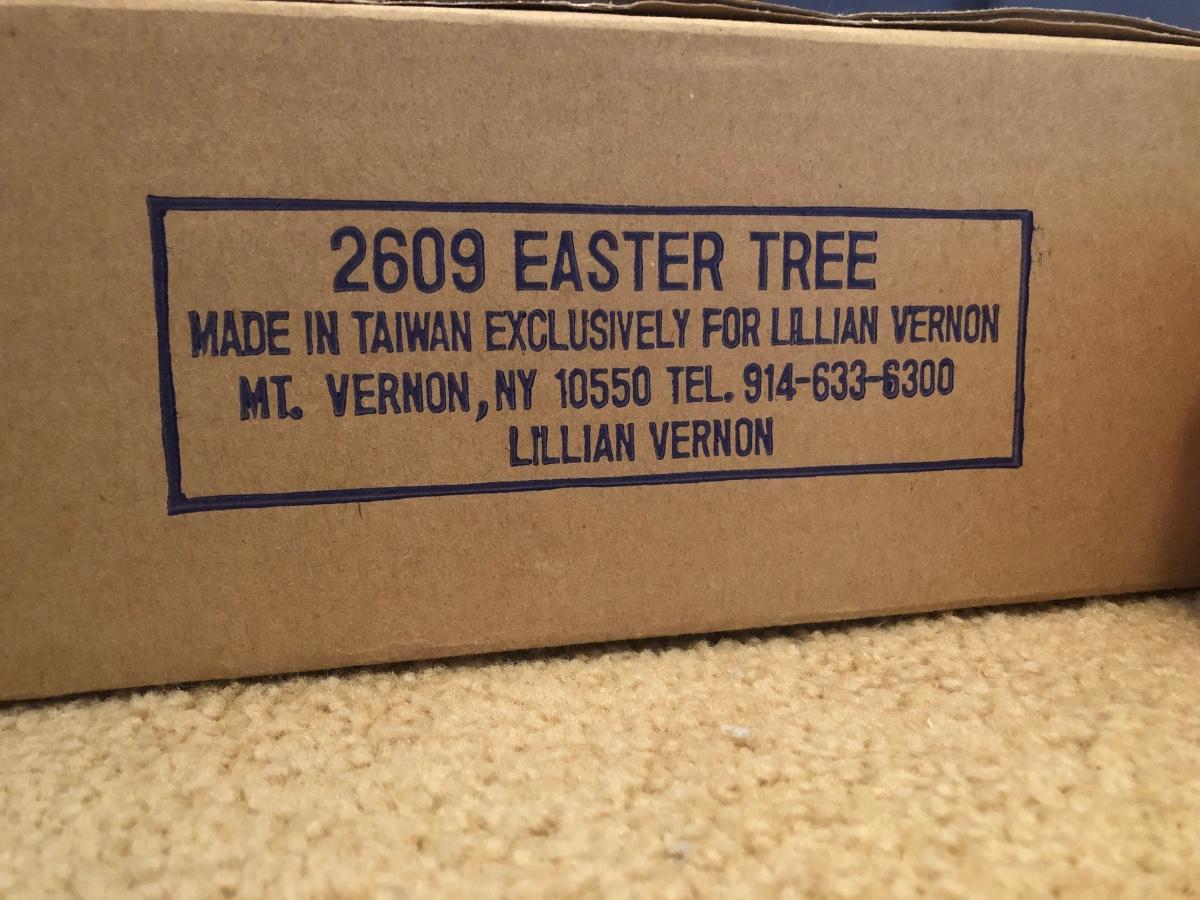 2609 EASTER TREE
MADE IN TAIWAN EXCLUSIVELY FOR LILLIAN VERNON
MT. VERNON, NY 10550 TEL. 914-633-6300
LILLIAN VERNON